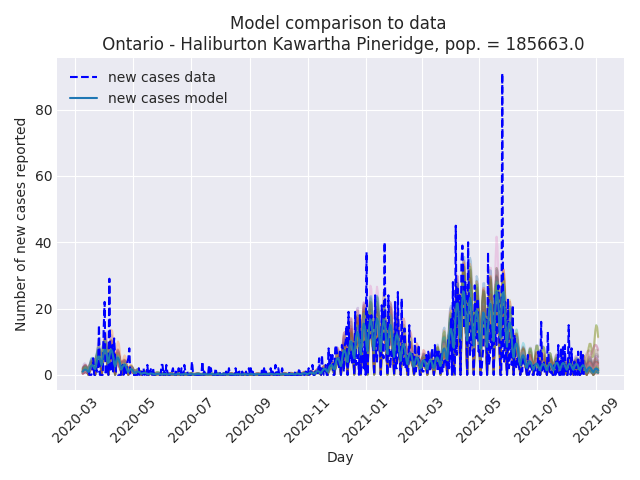 Model comparison to data
Ontario - Haliburton Kawartha Pineridge, pop. = 185663.0
new cases data
new cases model
Number of new cases reported
80
60
40
20
0
2020-03
2020-05
2020-07
2020-09
2020-11
2021-01
2021-03
2021-05
2021-07
2021-09
Day